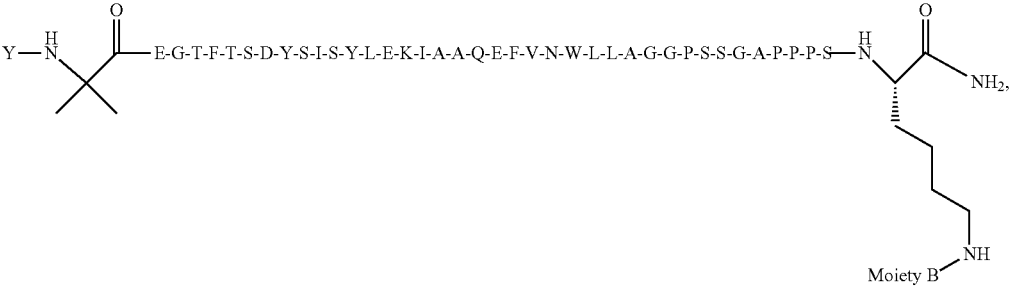 O O
H H
Y N E-G-T-F-T-S-D-Y-S-I-S-Y-L-E-K-I-A-A-Q-E-F-V-N-W-L-L-A-G-G-P-S-S-G-A-P-P-P-S N
NH2,
NH
Moiety B